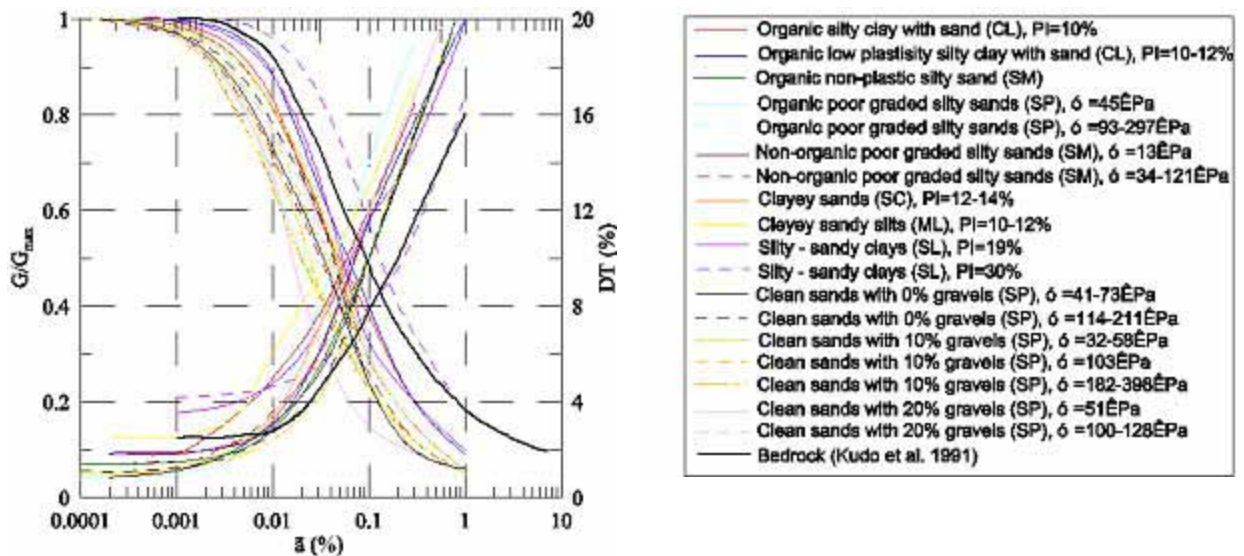 1
0.8
0.6
0.4
0.2
0
G/Gmax
20
16
12
8
4
0
DT (%)
0.0001 0.001 0.01 0.1 1 10
ã (%)
Organic silty clay with sand (CL), PI=10%
Organic low plastisity silty clay with sand (CL), PI=10-12%
Organic non-plastic silty sand (SM)
Organic poor graded silty sands (SP), ó =45ÊPa
Organic poor graded silty sands (SP), ó =93-297ÊPa
Non-organic poor graded silty sands (SM), ó =13ÊPa
Non-organic poor graded silty sands (SM), ó =34-121ÊPa
Clayey sands (SC), PI=12-14%
Cleyey sandy silts (ML), PI=10-12%
Silty - sandy clays (SL), PI=19%
Silty - sandy clays (SL), PI=30%
Clean sands with 0% gravels (SP), ó =41-73ÊPa
Clean sands with 0% gravels (SP), ó =114-211ÊPa
Clean sands with 10% gravels (SP), ó =32-58ÊPa
Clean sands with 10% gravels (SP), ó =103ÊPa
Clean sands with 10% gravels (SP), ó =182-398ÊPa
Clean sands with 20% gravels (SP), ó =51ÊPa
Clean sands with 20% gravels (SP), ó =100-128ÊPa
Bedrock (Kudo et al. 1991)